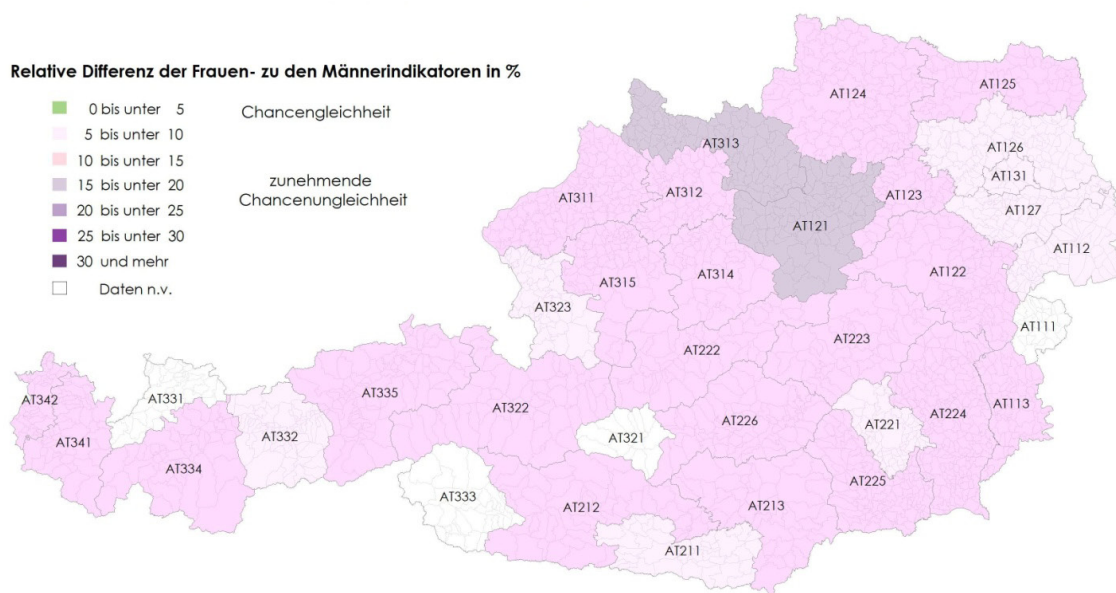 Relative Differenz der Frauen- zu den Männerindikatoren in %
0 bis unter 5
Chancengleichheit
5 bis unter 10
10 bis unter 15
15 bis unter 20
zunehmende
Chancenungleichheit
20 bis unter 25
25 bis unter 30
30 und mehr
Daten n.v.
AT124
AT125
AT126
AT313
AT131
AT311
AT312
AT123
AT127
AT121
AT112
AT315
AT314
AT122
AT323
AT111
AT222
AT223
AT342
AT331
AT335
AT322
AT113
AT341
AT332
AT321
AT226
AT221
AT224
AT334
AT333
AT212
AT213
AT225
AT211